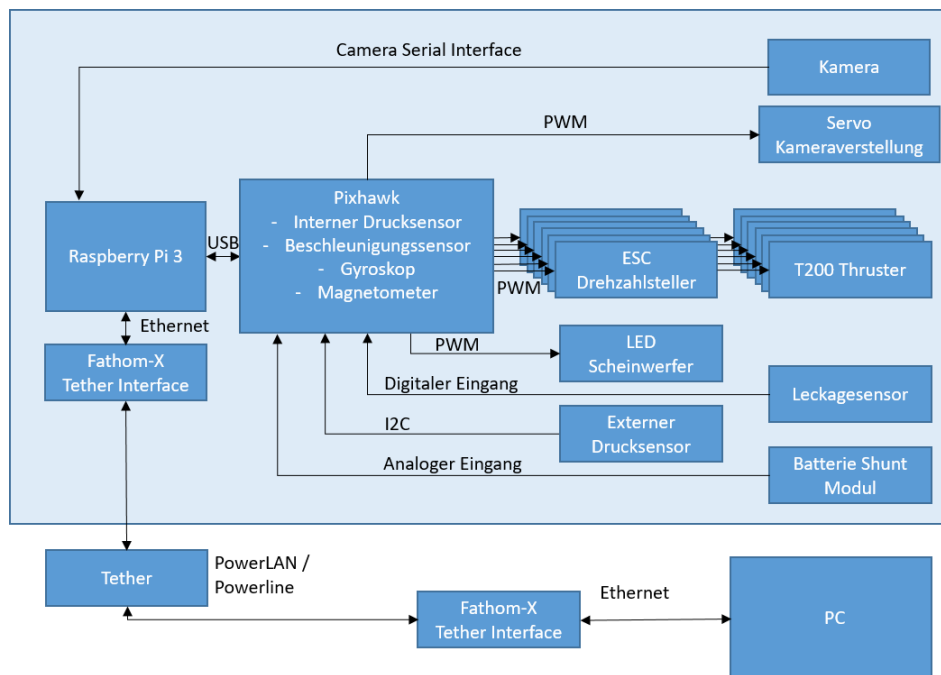 Camera Serial Interface
Kamera
PWM
Servo
Kameraverstellung
Pixhawk
- Interner Drucksensor
- Beschleunigungssensor
- Gyroskop
- Magnetometer
Raspberry Pi 3
USB
ESC
Drehzahlsteller
T200 Thruster
PWM
Ethernet
PWM
LED
Scheinwerfer
Fathom-X
Tether Interface
Digitaler Eingang
Leckagesensor
I2C
Externer
Drucksensor
Analoger Eingang
Batterie Shunt
Modul
Tether
PowerLAN /
Powerline
Fathom-X
Tether Interface
Ethernet
PC